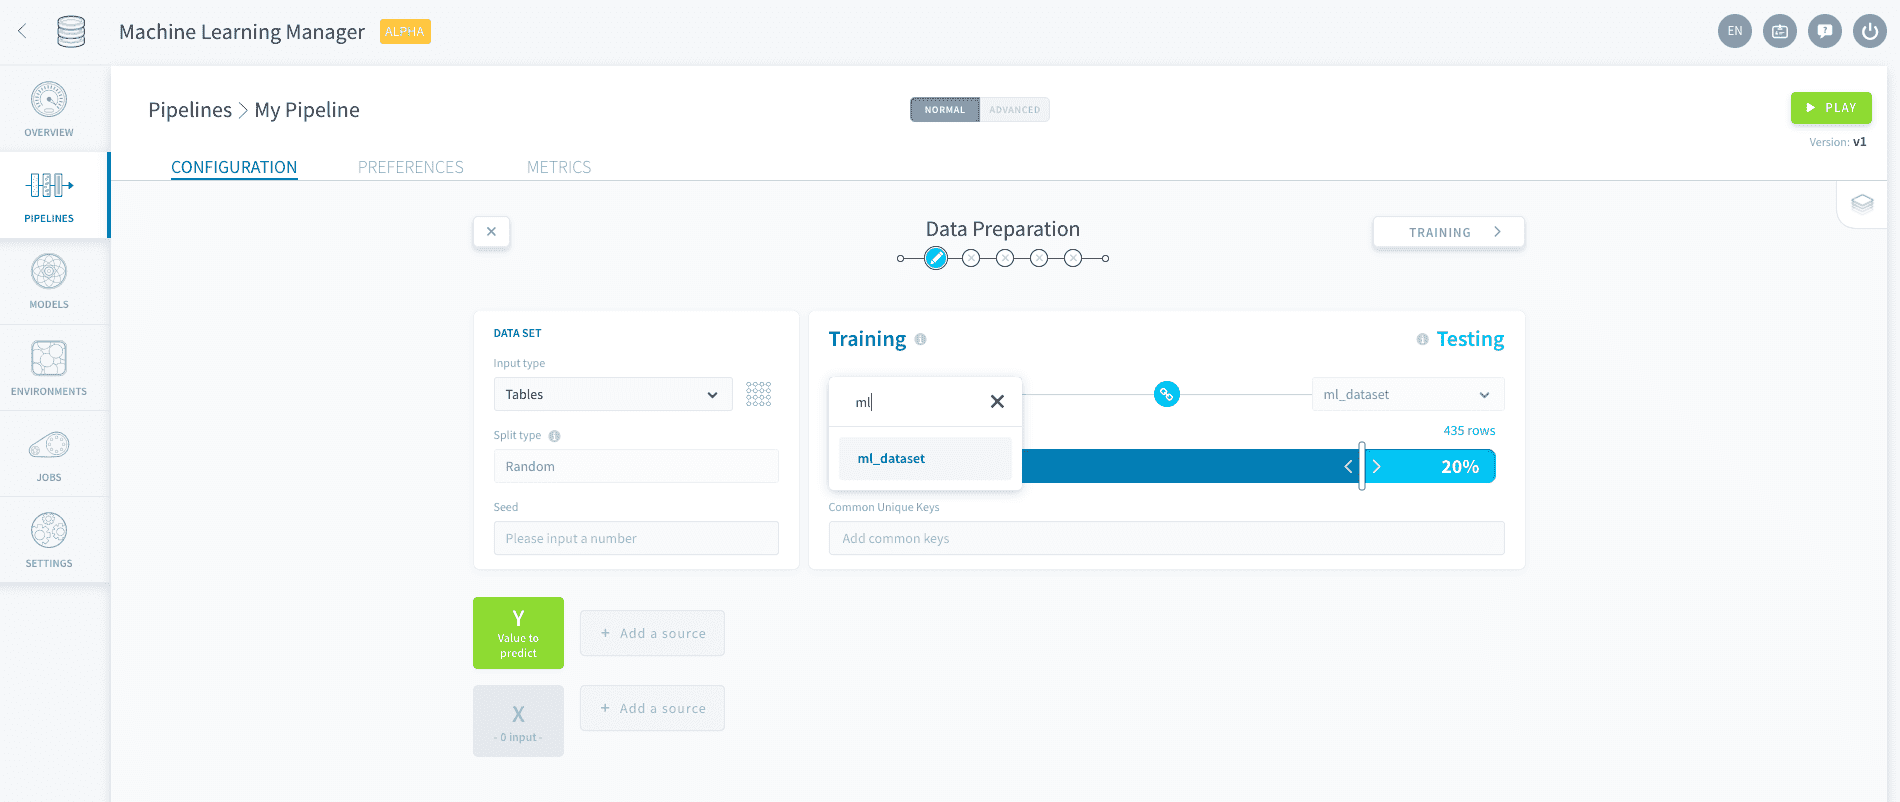 Machine Learning Manager ALPHA
EN
OVERVIEW
PIPELINES
MODELS
ENVIRONMENTS
JOBS
SETTINGS
Pipelines > My Pipeline
NORMAL ADVANCED
PLAY
Version: v1
CONFIGURATION PREFERENCES METRICS
Data Preparation
TRAINING
DATA SET
Input type
Tables
Split type
Random
Seed
Please input a number
Training
Testing
ml
ml_dataset
ml_dataset
435 rows
20%
Common Unique Keys
Add common keys
Y
Value to
predict
+ Add a source
X
- 0 input -
+ Add a source